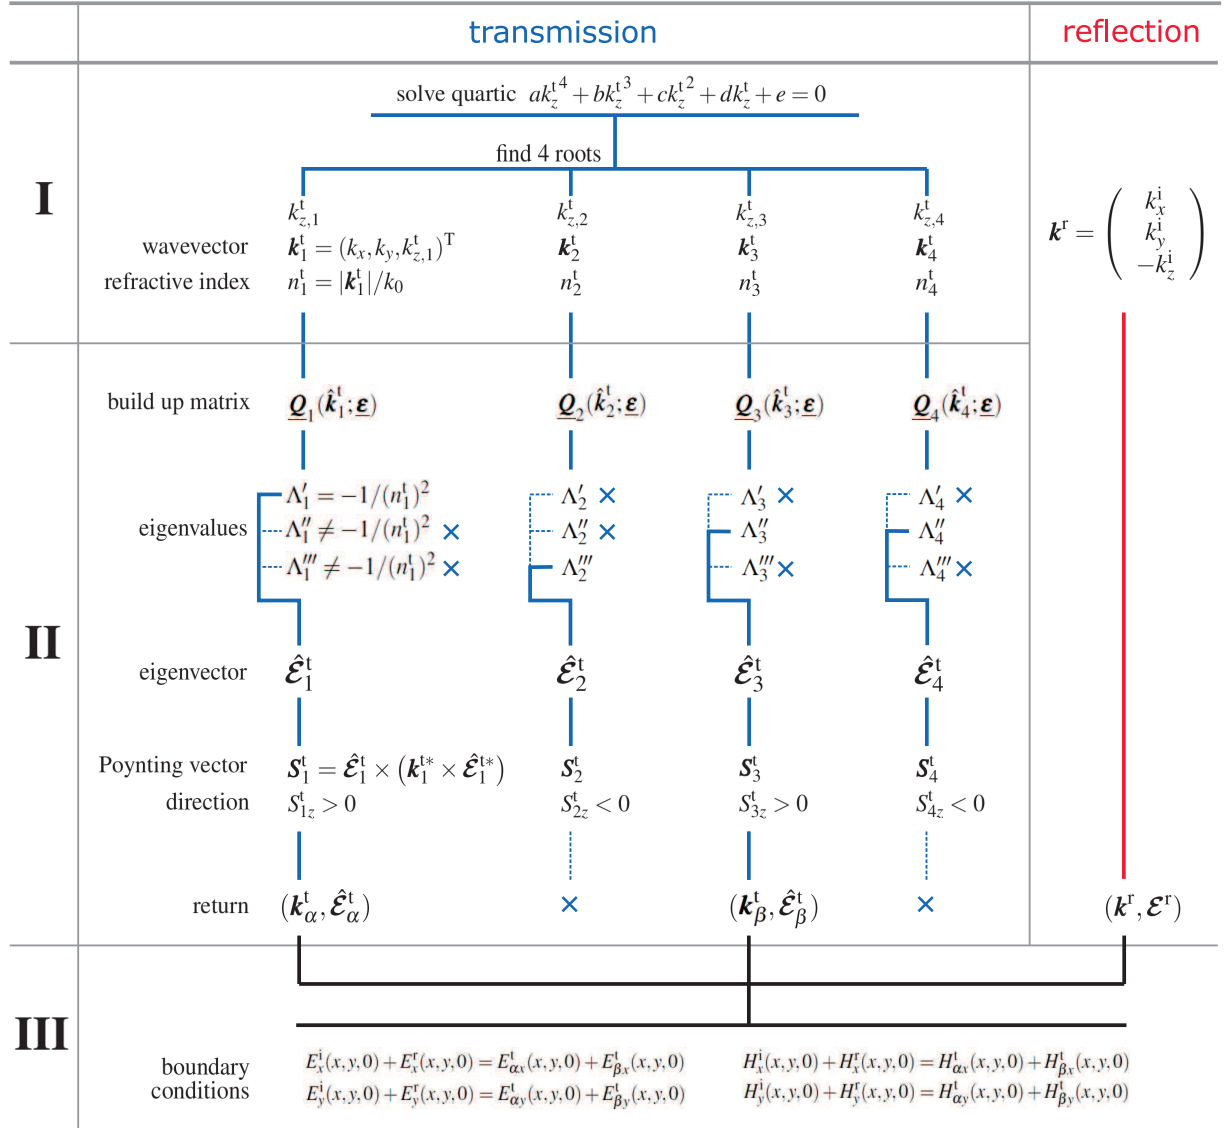 transmission reflection
solve quartic ak_z^{t4} + bk_z^{t3} + ck_z^{t2} + dk_z^t + e = 0
find 4 roots
I
k_{z,1}^t k_{z,2}^t k_{z,3}^t k_{z,4}^t
wavevector k_1^t = (k_x, k_y, k_{z,1}^t)^T k_2^t k_3^t k_4^t
refractive index n_1^t = |k_1^t|/k_0 n_2^t n_3^t n_4^t
k^r = ( k_x^i
k_y^i
−k_z^i )
II
build up matrix Q_1(k̂_1^t; ε) Q_2(k̂_2^t; ε) Q_3(k̂_3^t; ε) Q_4(k̂_4^t; ε)
Λ_1′ = −1/(n_1^t)^2 Λ_2′ × Λ_3′ × Λ_4′ ×
eigenvalues Λ_1″ ≠ −1/(n_1^t)^2 × Λ_2″ × Λ_3″ Λ_4″
Λ_1‴ ≠ −1/(n_1^t)^2 × Λ_2‴ Λ_3‴ × Λ_4‴ ×
eigenvector ℰ̂_1^t ℰ̂_2^t ℰ̂_3^t ℰ̂_4^t
Poynting vector S_1^t = ℰ̂_1^t × (k_1^{t*} × ℰ̂_1^{t*}) S_2^t S_3^t S_4^t
direction S_{1z}^t > 0 S_{2z}^t < 0 S_{3z}^t > 0 S_{4z}^t < 0
return (k_α^t, ℰ̂_α^t) × (k_β^t, ℰ̂_β^t) × (k^r, ℰ^r)
III
boundary
conditions
E_x^i(x,y,0) + E_x^r(x,y,0) = E_{αx}^t(x,y,0) + E_{βx}^t(x,y,0) H_x^i(x,y,0) + H_x^r(x,y,0) = H_{αx}^t(x,y,0) + H_{βx}^t(x,y,0)
E_y^i(x,y,0) + E_y^r(x,y,0) = E_{αy}^t(x,y,0) + E_{βy}^t(x,y,0) H_y^i(x,y,0) + H_y^r(x,y,0) = H_{αy}^t(x,y,0) + H_{βy}^t(x,y,0)